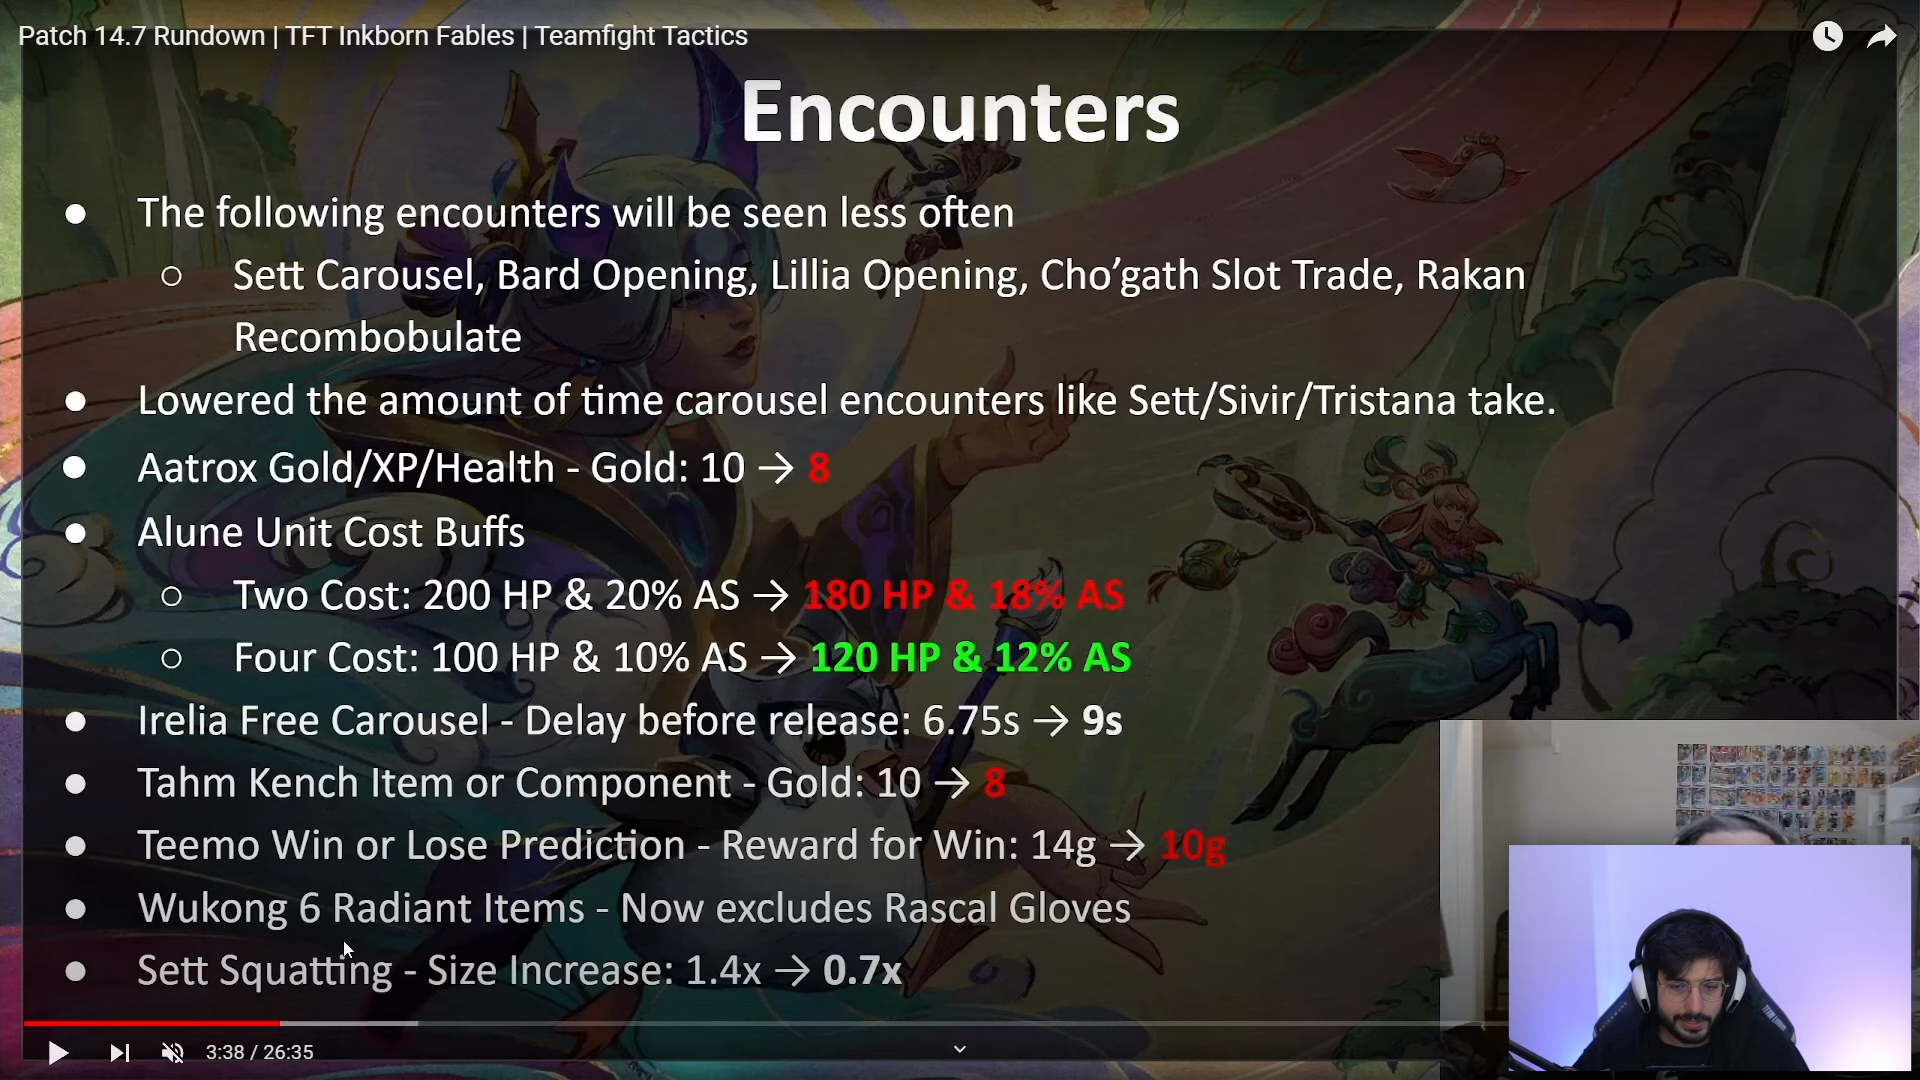 Patch 14.7 Rundown | TFT Inkborn Fables | Teamfight Tactics
Encounters
● The following encounters will be seen less often
○ Sett Carousel, Bard Opening, Lillia Opening, Cho’gath Slot Trade, Rakan
Recombobulate
● Lowered the amount of time carousel encounters like Sett/Sivir/Tristana take.
● Aatrox Gold/XP/Health - Gold: 10 → 8
● Alune Unit Cost Buffs
○ Two Cost: 200 HP & 20% AS → 180 HP & 18% AS
○ Four Cost: 100 HP & 10% AS → 120 HP & 12% AS
● Irelia Free Carousel - Delay before release: 6.75s → 9s
● Tahm Kench Item or Component - Gold: 10 → 8
● Teemo Win or Lose Prediction - Reward for Win: 14g → 10g
● Wukong 6 Radiant Items - Now excludes Rascal Gloves
● Sett Squatting - Size Increase: 1.4x → 0.7x
3:38 / 26:35